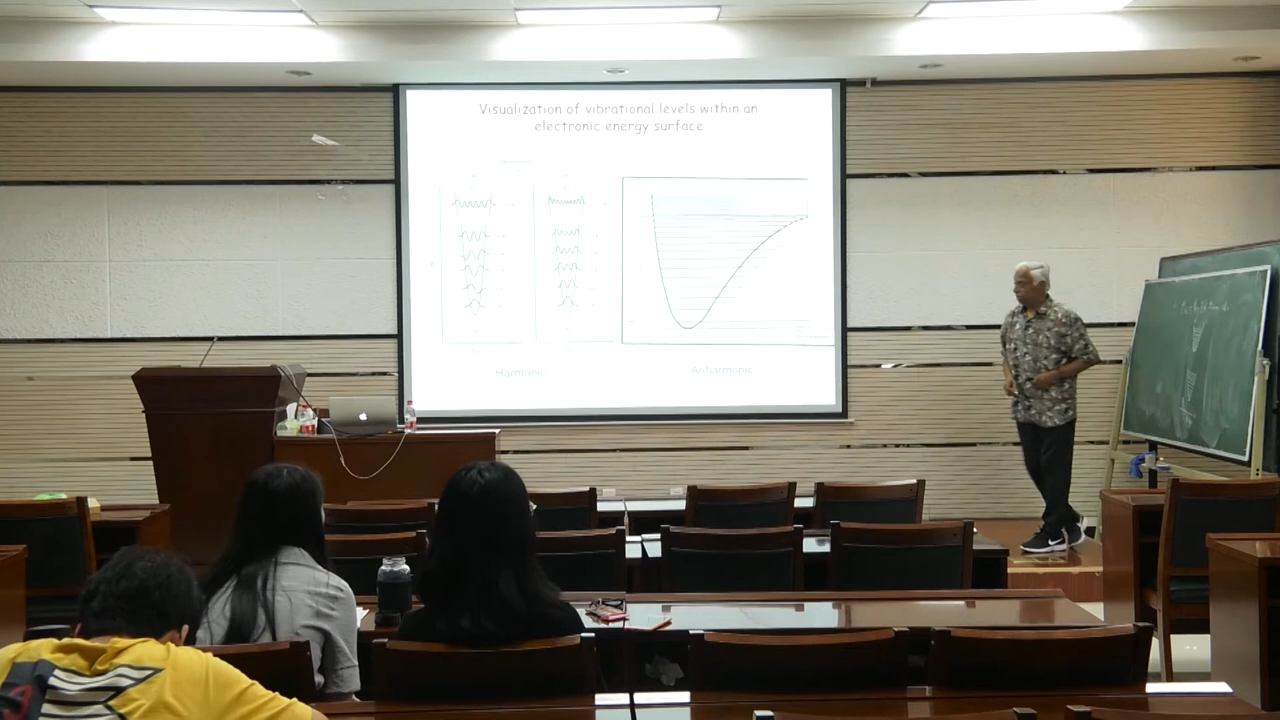 Visualization of vibrational levels within an
electronic energy surface
Harmonic
Anharmonic